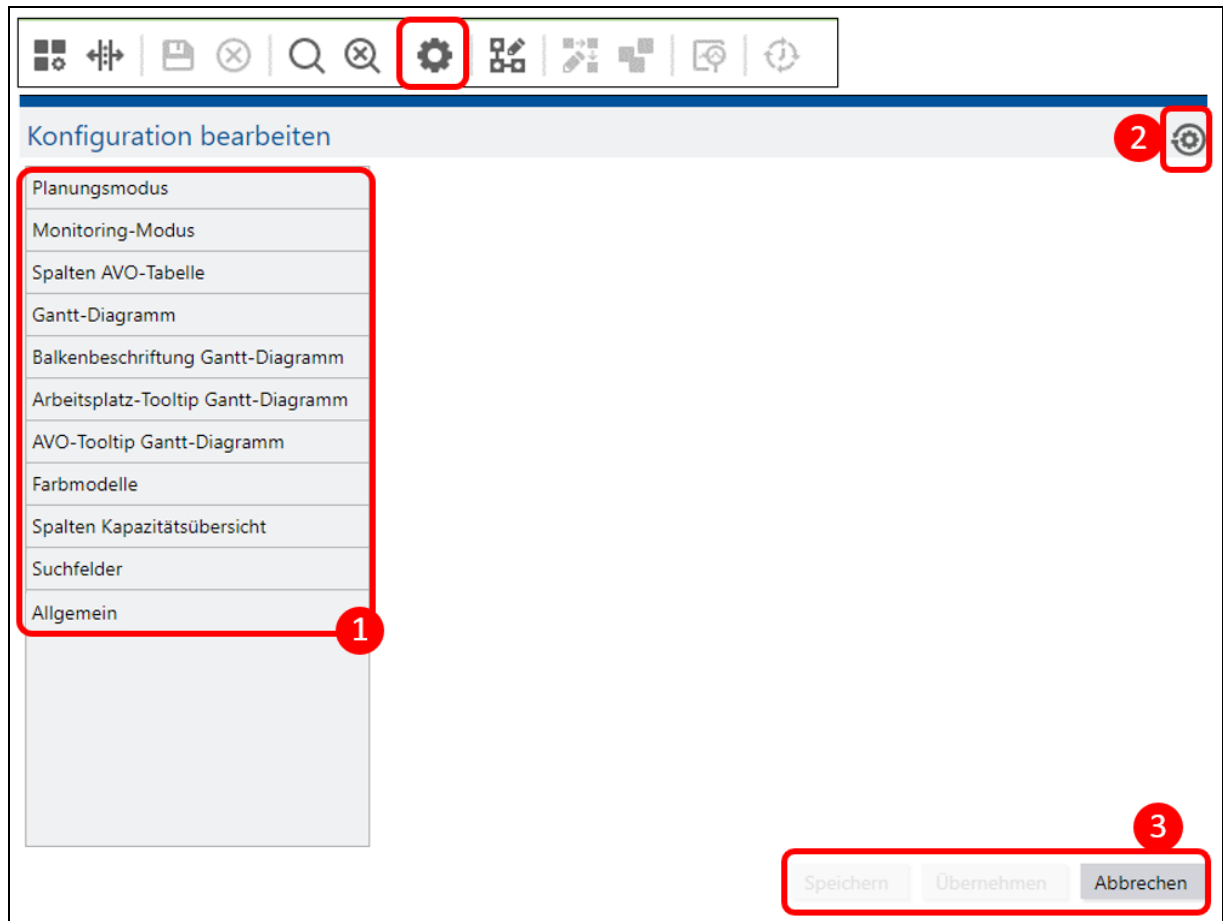 Konfiguration bearbeiten
2
Planungsmodus
Monitoring-Modus
Spalten AVO-Tabelle
Gantt-Diagramm
Balkenbeschriftung Gantt-Diagramm
Arbeitsplatz-Tooltip Gantt-Diagramm
AVO-Tooltip Gantt-Diagramm
Farbmodelle
Spalten Kapazitätsübersicht
Suchfelder
Allgemein
1
3
Speichern Übernehmen Abbrechen